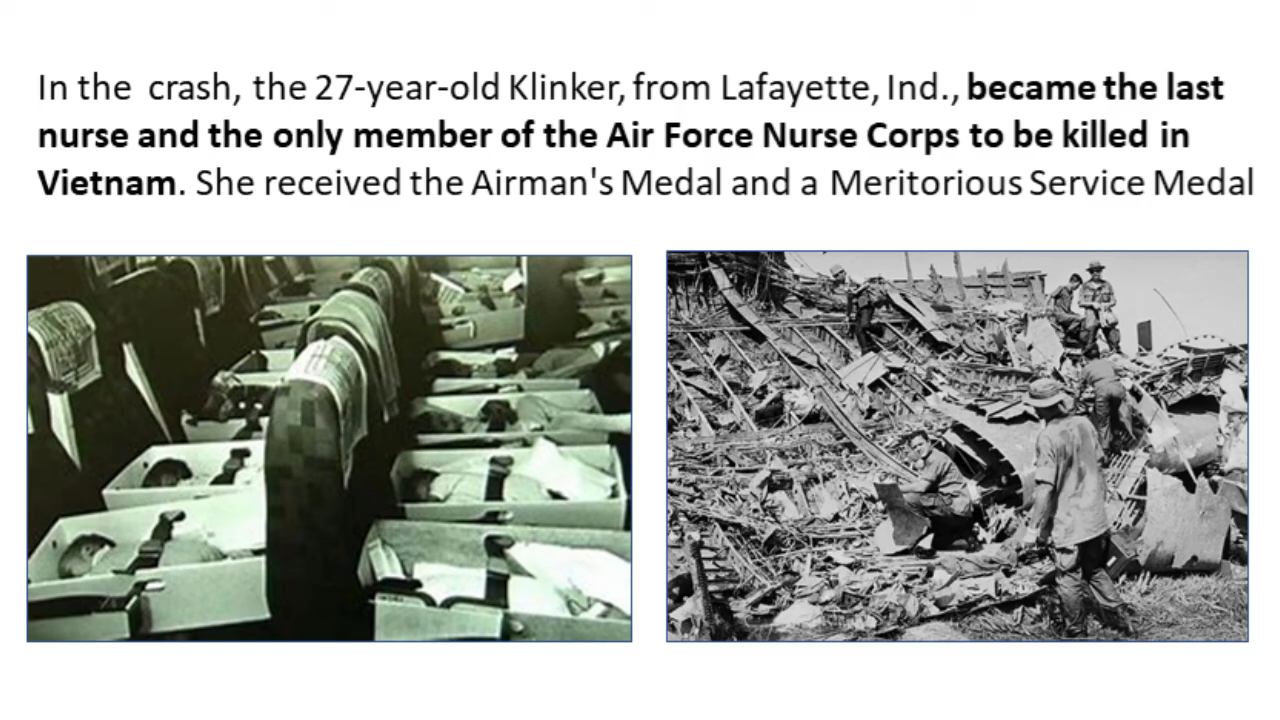 In the crash, the 27-year-old Klinker, from Lafayette, Ind., became the last
nurse and the only member of the Air Force Nurse Corps to be killed in
Vietnam. She received the Airman's Medal and a Meritorious Service Medal